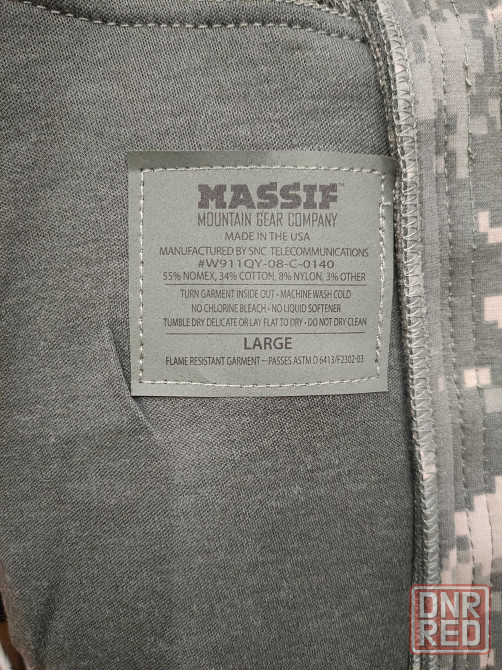 MASSIF™
MOUNTAIN GEAR COMPANY
MADE IN THE USA
MANUFACTURED BY SNC TELECOMMUNICATIONS
#W911QY-08-C-0140
55% NOMEX, 34% COTTON, 8% NYLON, 3% OTHER
TURN GARMENT INSIDE OUT • MACHINE WASH COLD
NO CHLORINE BLEACH • NO LIQUID SOFTENER
TUMBLE DRY DELICATE OR LAY FLAT TO DRY • DO NOT DRY CLEAN
LARGE
FLAME RESISTANT GARMENT -- PASSES ASTM D 6413/F2302-03
DNR
RED